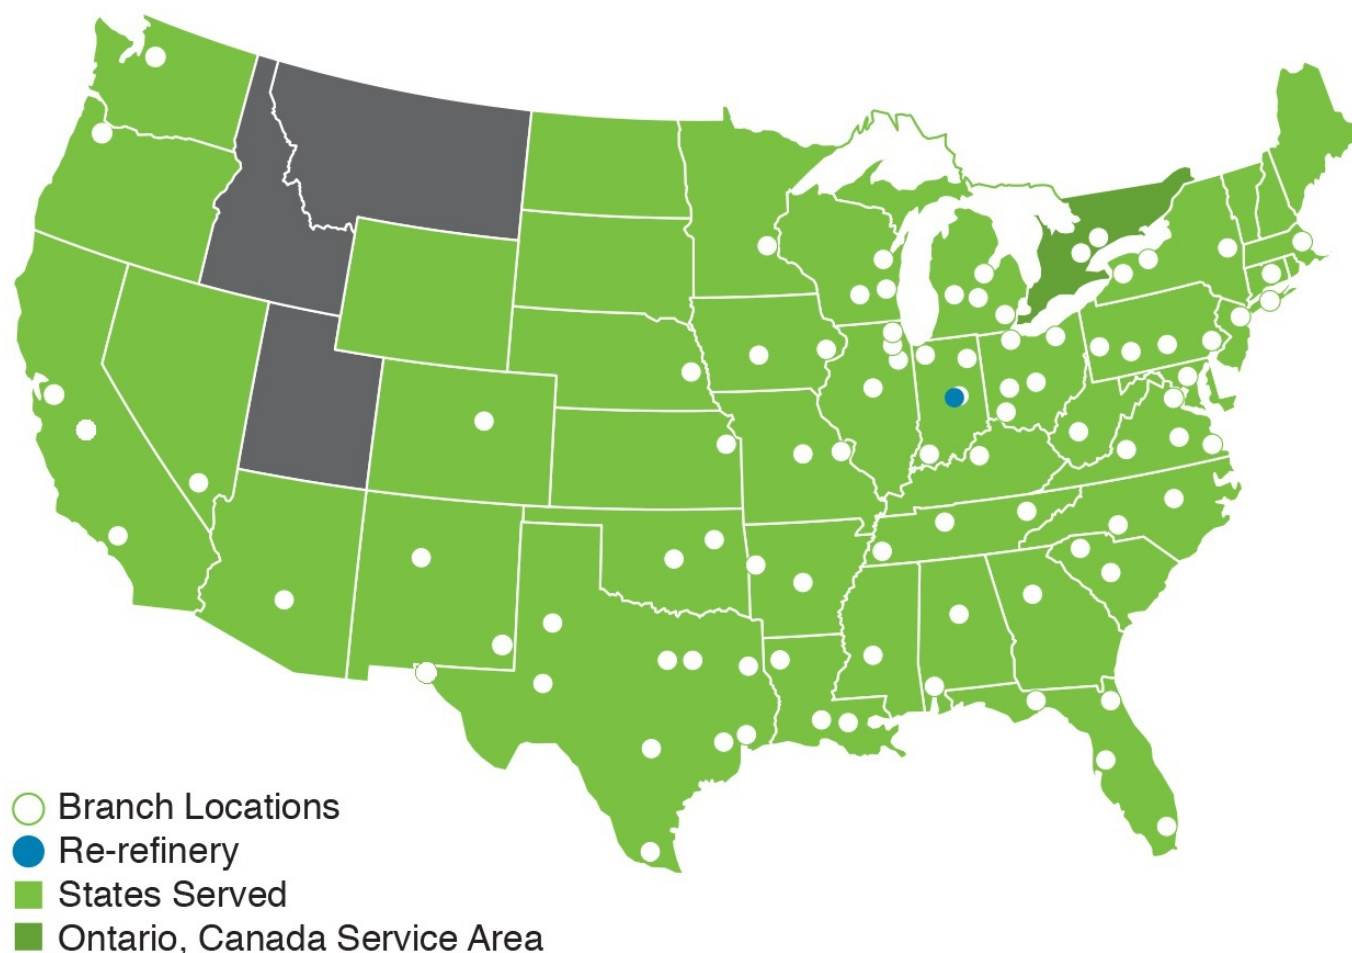 Branch Locations
Re-refinery
States Served
Ontario, Canada Service Area